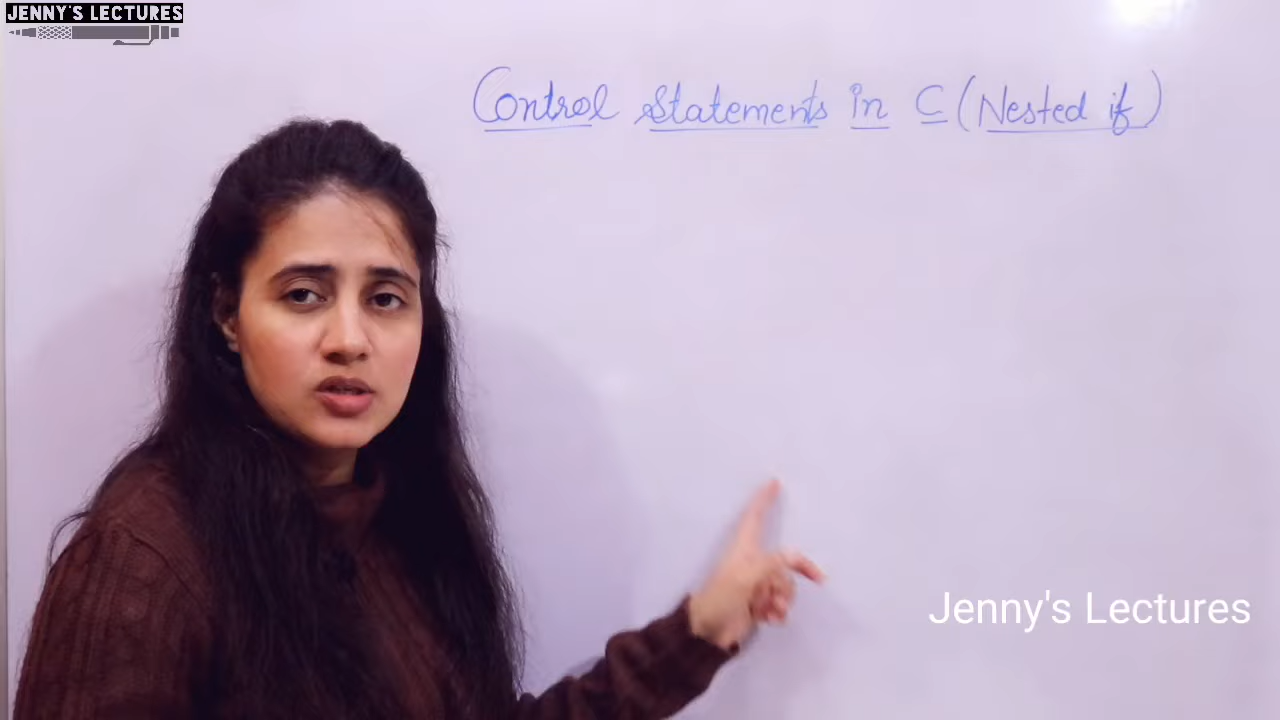 JENNY'S LECTURES
Control Statements in C (Nested if)
Jenny's Lectures